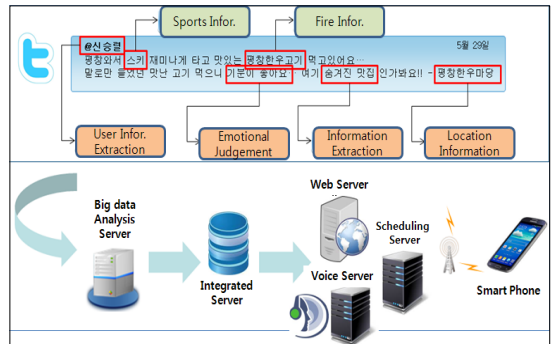 Sports Infor.
Fire Infor.
@신승렬
5월 29일
평창와서 스키 재미나게 타고 맛있는 평창한우고기 먹고있어요…
말로만 들었던 맛난 고기 먹으니 기분이 좋아요… 여기 숨겨진 맛집 인가봐요!! - 평창한우마당
User Infor.
Extraction
Emotional
Judgement
Information
Extraction
Location
Information
Big data
Analysis
Server
Integrated
Server
Web Server
Voice Server
Scheduling
Server
Smart Phone